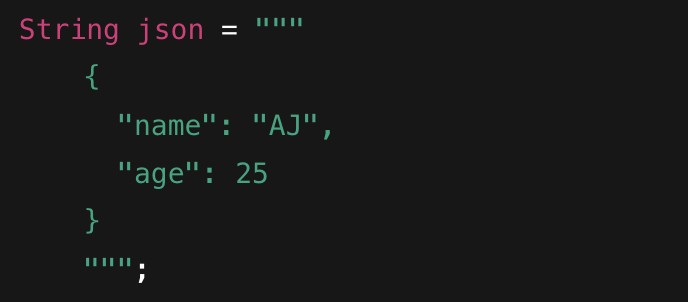 String json = """
    {
      "name": "AJ",
      "age": 25
    }
    """;